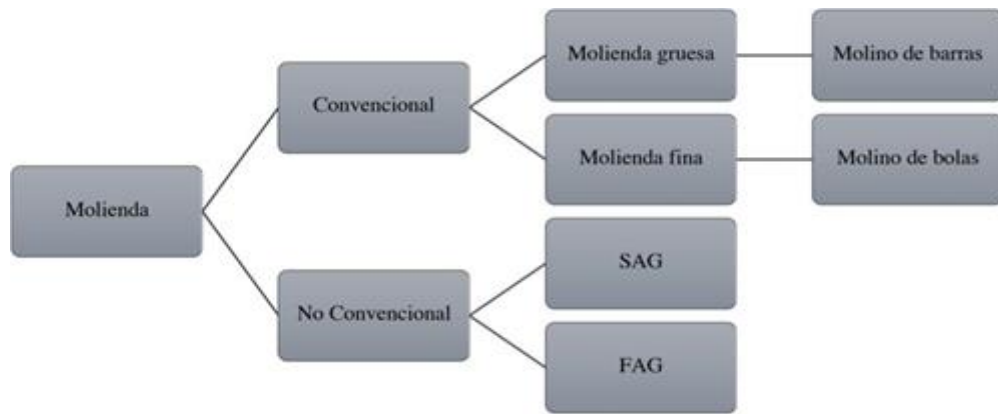 Molienda
Convencional
Molienda gruesa
Molino de barras
Molienda fina
Molino de bolas
No Convencional
SAG
FAG